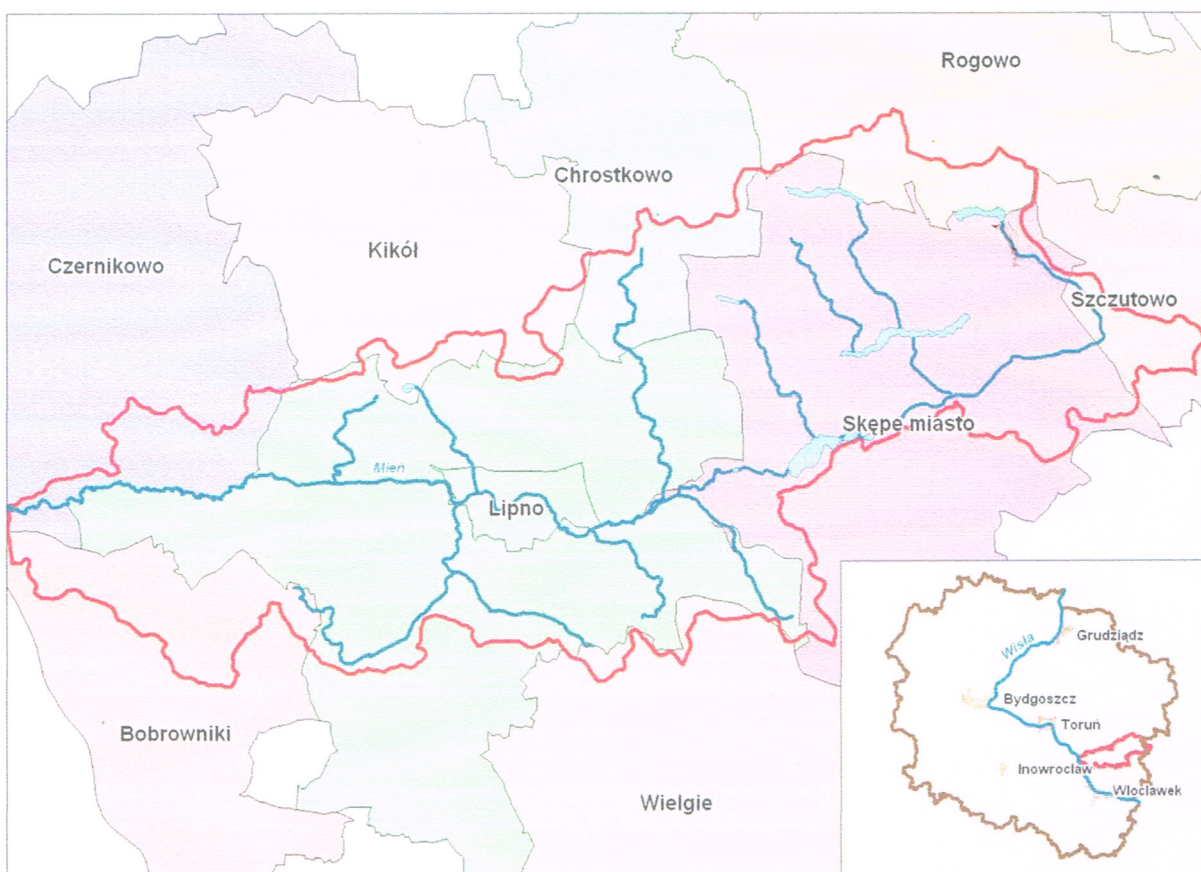 Rogowo
Chrostkowo
Kikół
Czernikowo
Szczutowo
Skępe miasto
Mień
Lipno
Bobrowniki
Wielgie
Wisła
Grudziądz
Bydgoszcz
Toruń
Inowrocław
Włocławek